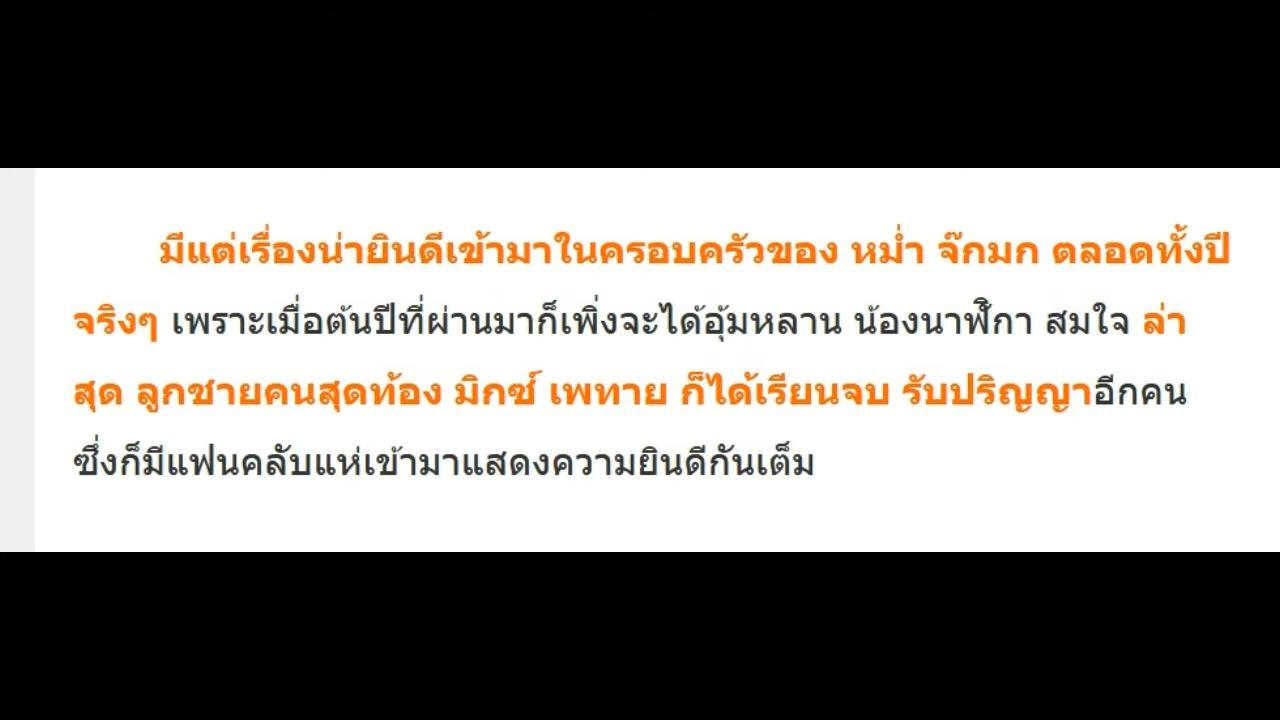 มีแต่เรื่องน่ายินดีเข้ามาในครอบครัวของ หม่ำ จ๊กมก ตลอดทั้งปี
จริงๆ เพราะเมื่อต้นปีที่ผ่านมาก็เพิ่งจะได้อุ้มหลาน น้องนาฬิกา สมใจ ล่า
สุด ลูกชายคนสุดท้อง มิกซ์ เพทาย ก็ได้เรียนจบ รับปริญญาอีกคน
ซึ่งก็มีแฟนคลับแห่เข้ามาแสดงความยินดีกันเต็ม